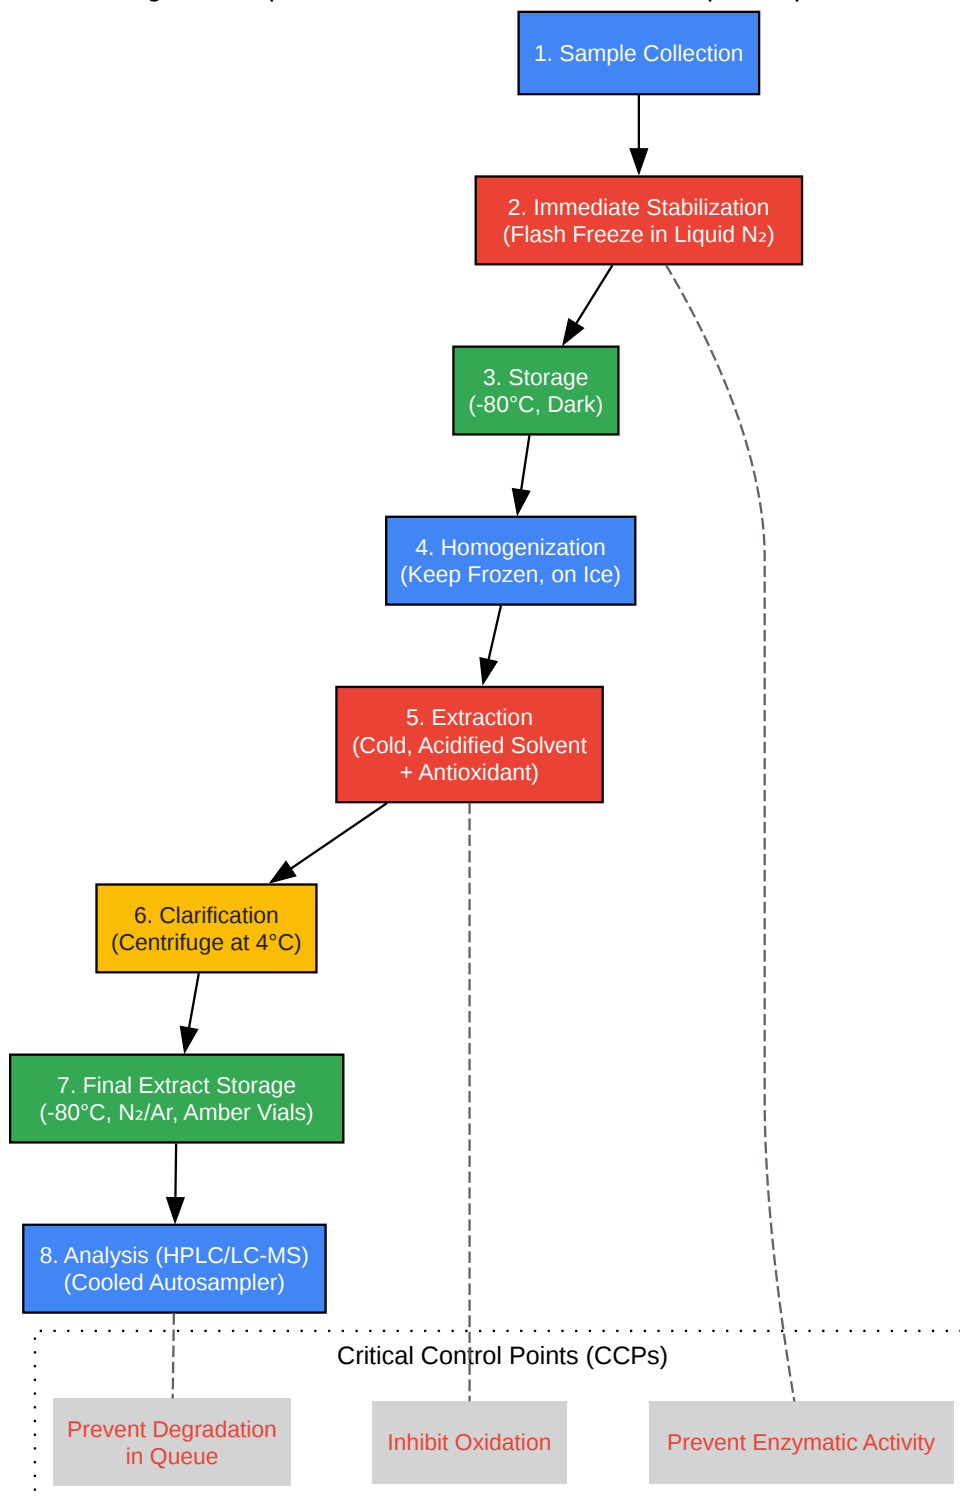 1. Sample Collection
2. Immediate Stabilization
(Flash Freeze in Liquid N₂)
3. Storage
(-80°C, Dark)
4. Homogenization
(Keep Frozen, on Ice)
5. Extraction
(Cold, Acidified Solvent
+ Antioxidant)
6. Clarification
(Centrifuge at 4°C)
7. Final Extract Storage
(-80°C, N₂/Ar, Amber Vials)
8. Analysis (HPLC/LC-MS)
(Cooled Autosampler)
Critical Control Points (CCPs)
Prevent Degradation
in Queue
Inhibit Oxidation
Prevent Enzymatic Activity